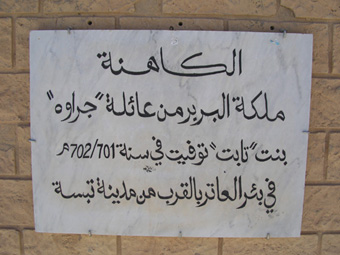 الكاهنة
ملكة البربر من عائلة "جراوه"
بنت "تابت" توفيت في سنة 702/701م
في بئر العاتر بالقرب من مدينة تبسة